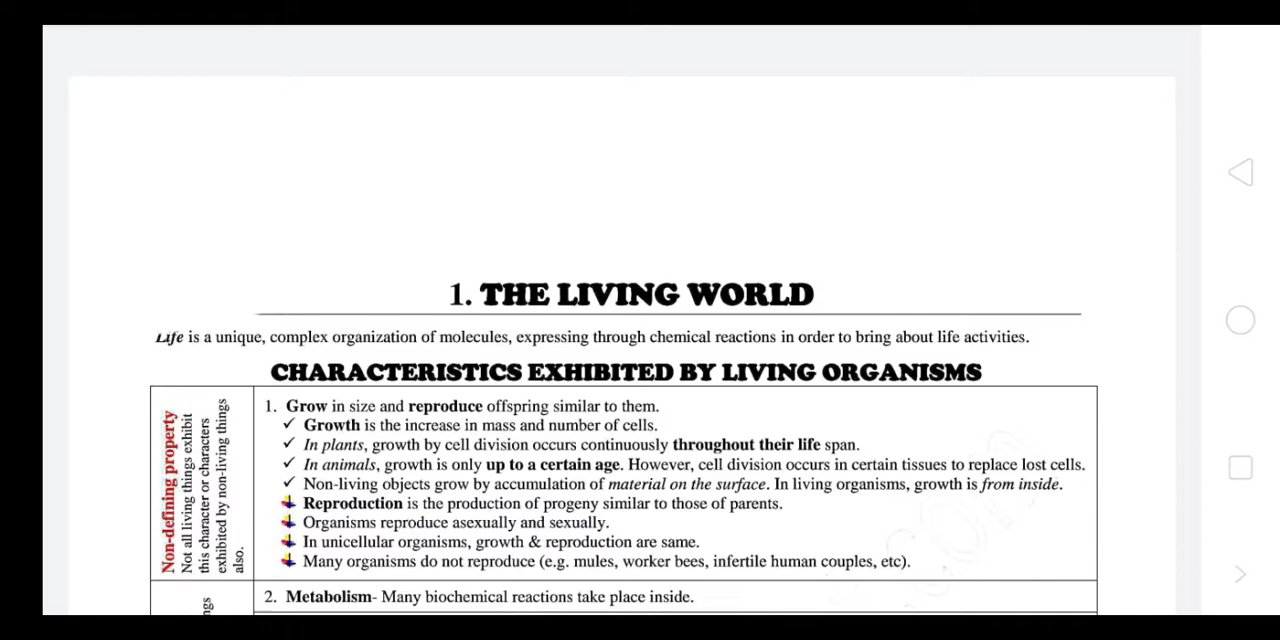 1. THE LIVING WORLD
Life is a unique, complex organization of molecules, expressing through chemical reactions in order to bring about life activities.
CHARACTERISTICS EXHIBITED BY LIVING ORGANISMS
Non-defining property
Not all living things exhibit
this character or characters
exhibited by non-living things
also.
1. Grow in size and reproduce offspring similar to them.
✓ Growth is the increase in mass and number of cells.
✓ In plants, growth by cell division occurs continuously throughout their life span.
✓ In animals, growth is only up to a certain age. However, cell division occurs in certain tissues to replace lost cells.
✓ Non-living objects grow by accumulation of material on the surface. In living organisms, growth is from inside.
Reproduction is the production of progeny similar to those of parents.
Organisms reproduce asexually and sexually.
In unicellular organisms, growth & reproduction are same.
Many organisms do not reproduce (e.g. mules, worker bees, infertile human couples, etc).
2. Metabolism- Many biochemical reactions take place inside.